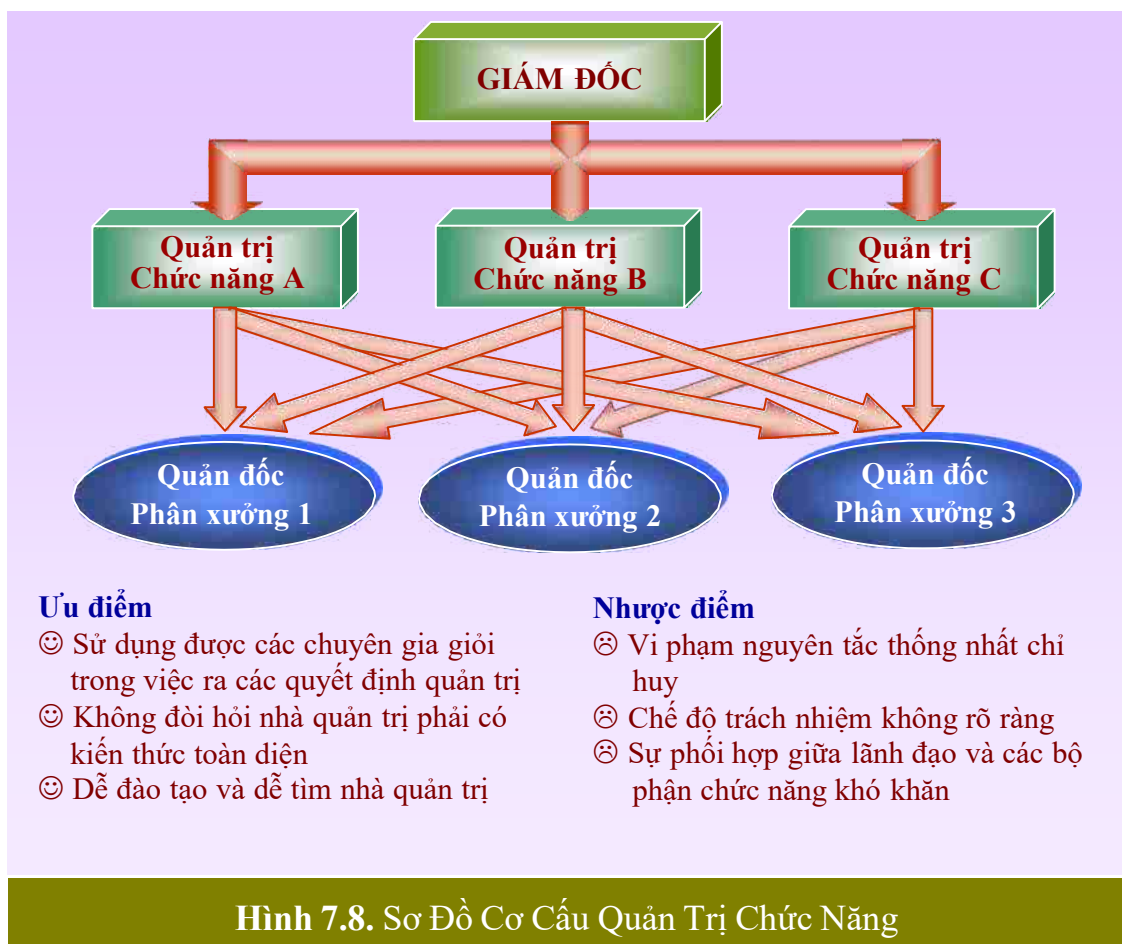 GIÁM ĐỐC
Quản trị
Chức năng A
Quản trị
Chức năng B
Quản trị
Chức năng C
Quản đốc
Phân xưởng 1
Quản đốc
Phân xưởng 2
Quản đốc
Phân xưởng 3
Ưu điểm
☺ Sử dụng được các chuyên gia giỏi
trong việc ra các quyết định quản trị
☺ Không đòi hỏi nhà quản trị phải có
kiến thức toàn diện
☺ Dễ đào tạo và dễ tìm nhà quản trị
Nhược điểm
☹ Vi phạm nguyên tắc thống nhất chỉ
huy
☹ Chế độ trách nhiệm không rõ ràng
☹ Sự phối hợp giữa lãnh đạo và các bộ
phận chức năng khó khăn
Hình 7.8. Sơ Đồ Cơ Cấu Quản Trị Chức Năng